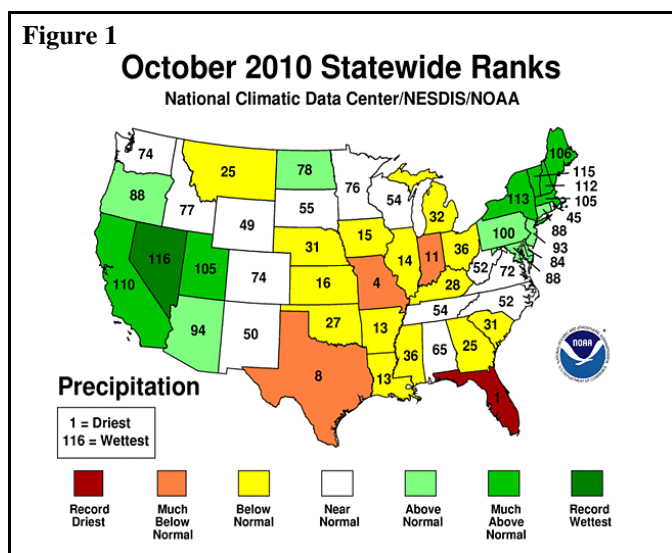 Figure 1
October 2010 Statewide Ranks
National Climatic Data Center/NESDIS/NOAA
74
25
78
76
54
106
115
112
105
45
88
77
55
32
113
49
100
88
93
84
88
31
15
14
11
36
52
72
110
116
105
74
16
4
28
52
94
50
27
13
54
31
8
13
36
65
25
1
NOAA
Precipitation
1 = Driest
116 = Wettest
Record
Driest
Much
Below
Normal
Below
Normal
Near
Normal
Above
Normal
Much
Above
Normal
Record
Wettest